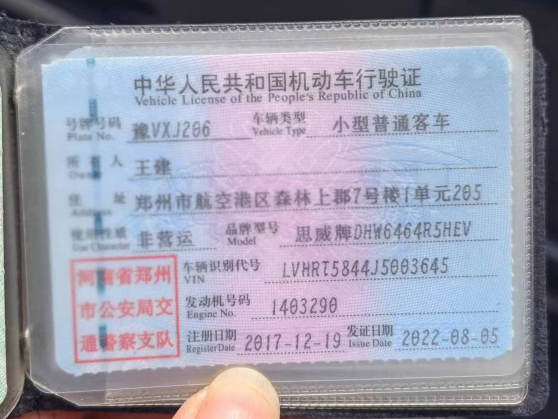 中华人民共和国机动车行驶证
Vehicle License of the People's Republic of China
号牌号码 Plate No. 豫VXJ206 车辆类型 Vehicle Type 小型普通客车
所有人 Owner 王建
住址 Address 郑州市航空港区森林上郡7号楼1单元205
使用性质 Use Character 非营运 品牌型号 Model 思威牌DHW6464R5HEV
车辆识别代号 VIN LVHRT5844J5003645
发动机号码 Engine No. 1403290
注册日期 Register Date 2017-12-19 发证日期 Issue Date 2022-08-05
河南省郑州
市公安局交
通警察支队